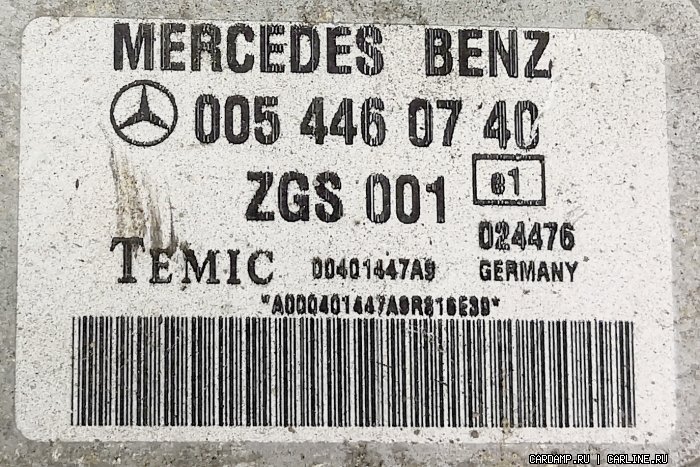 MERCEDES BENZ
005 446 07 40
ZGS 001 e1
024476
TEMIC 00401447A9 GERMANY
*A000401447A9R816E39*
CARDAMP.RU | CARLINE.RU